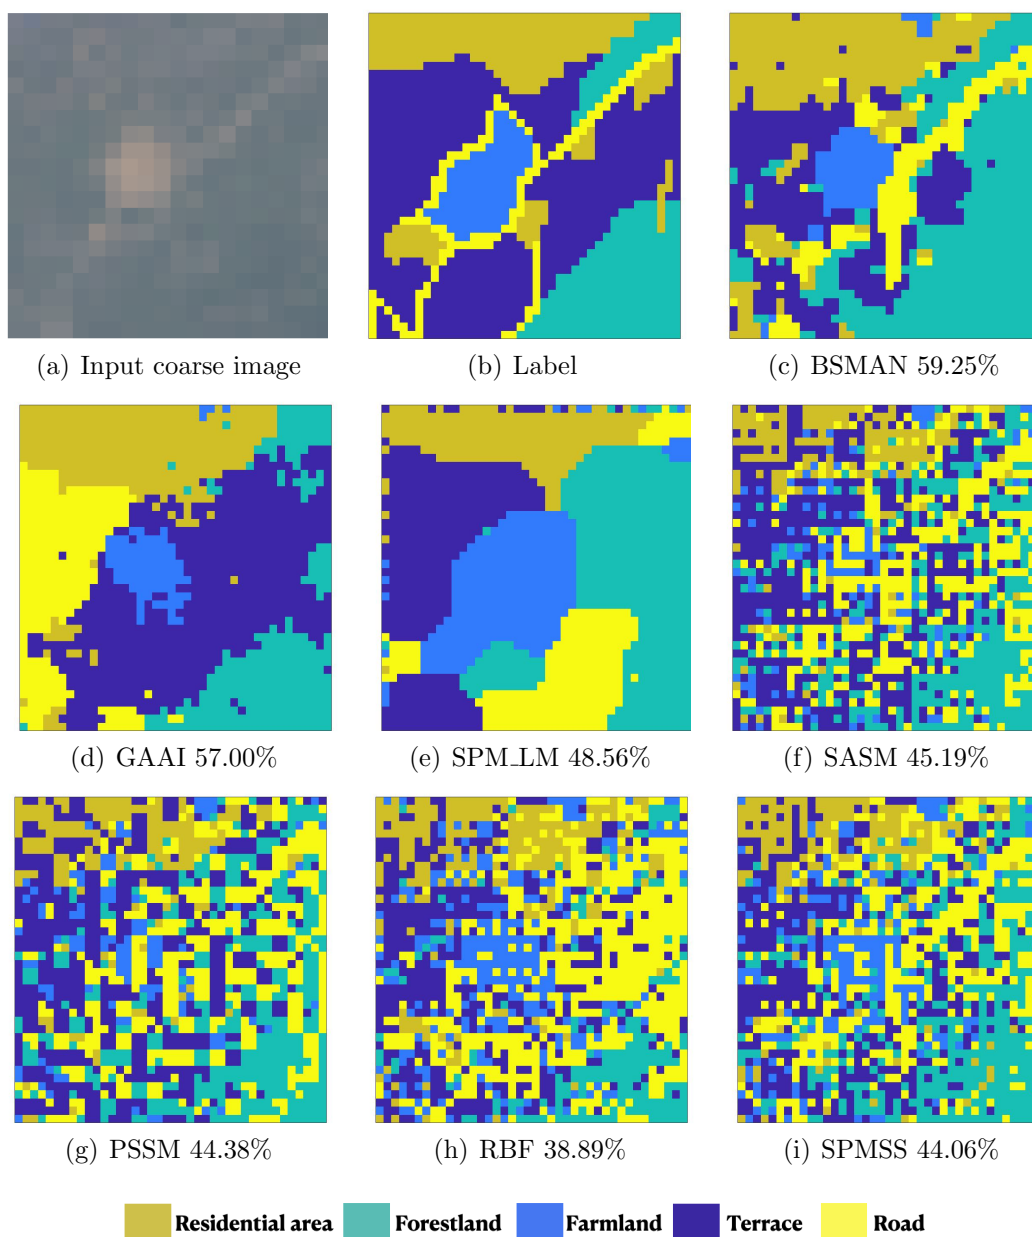 (a) Input coarse image
(b) Label
(c) BSMAN 59.25%
(d) GAAI 57.00%
(e) SPM_LM 48.56%
(f) SASM 45.19%
(g) PSSM 44.38%
(h) RBF 38.89%
(i) SPMSS 44.06%
Residential area Forestland Farmland Terrace Road